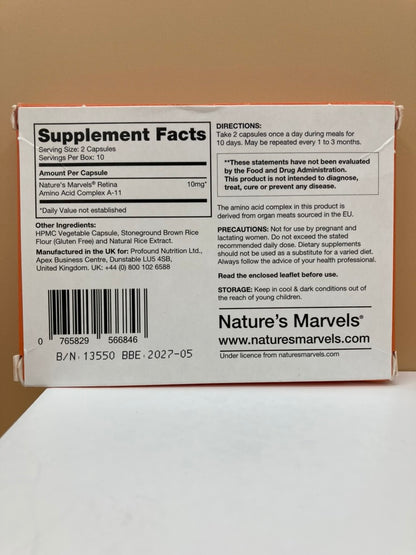 Supplement Facts
Serving Size: 2 Capsules
Servings Per Box: 10
Amount Per Capsule
Nature's Marvels® Retina 10mg*
Amino Acid Complex A-11
*Daily Value not established
Other Ingredients:
HPMC Vegetable Capsule, Stoneground Brown Rice
Flour (Gluten Free) and Natural Rice Extract.
Manufactured in the UK for: Profound Nutrition Ltd.,
Apex Business Centre, Dunstable LU5 4SB,
United Kingdom. UK: +44 (0) 800 102 6588
0 765829 566846
B/N: 13550 BBE: 2027-05
DIRECTIONS:
Take 2 capsules once a day during meals for
10 days. May be repeated every 1 to 3 months.
**These statements have not been evaluated
by the Food and Drug Administration.
This product is not intended to diagnose,
treat, cure or prevent any disease.
The amino acid complex in this product is
derived from organ meats sourced in the EU.
PRECAUTIONS: Not for use by pregnant and
lactating women. Do not exceed the stated
recommended daily dose. Dietary supplements
should not be used as a substitute for a varied diet.
Always follow the advice of your health professional.
Read the enclosed leaflet before use.
STORAGE: Keep in cool & dark conditions out of
the reach of young children.
Nature's Marvels®
www.naturesmarvels.com
Under licence from naturesmarvels.com